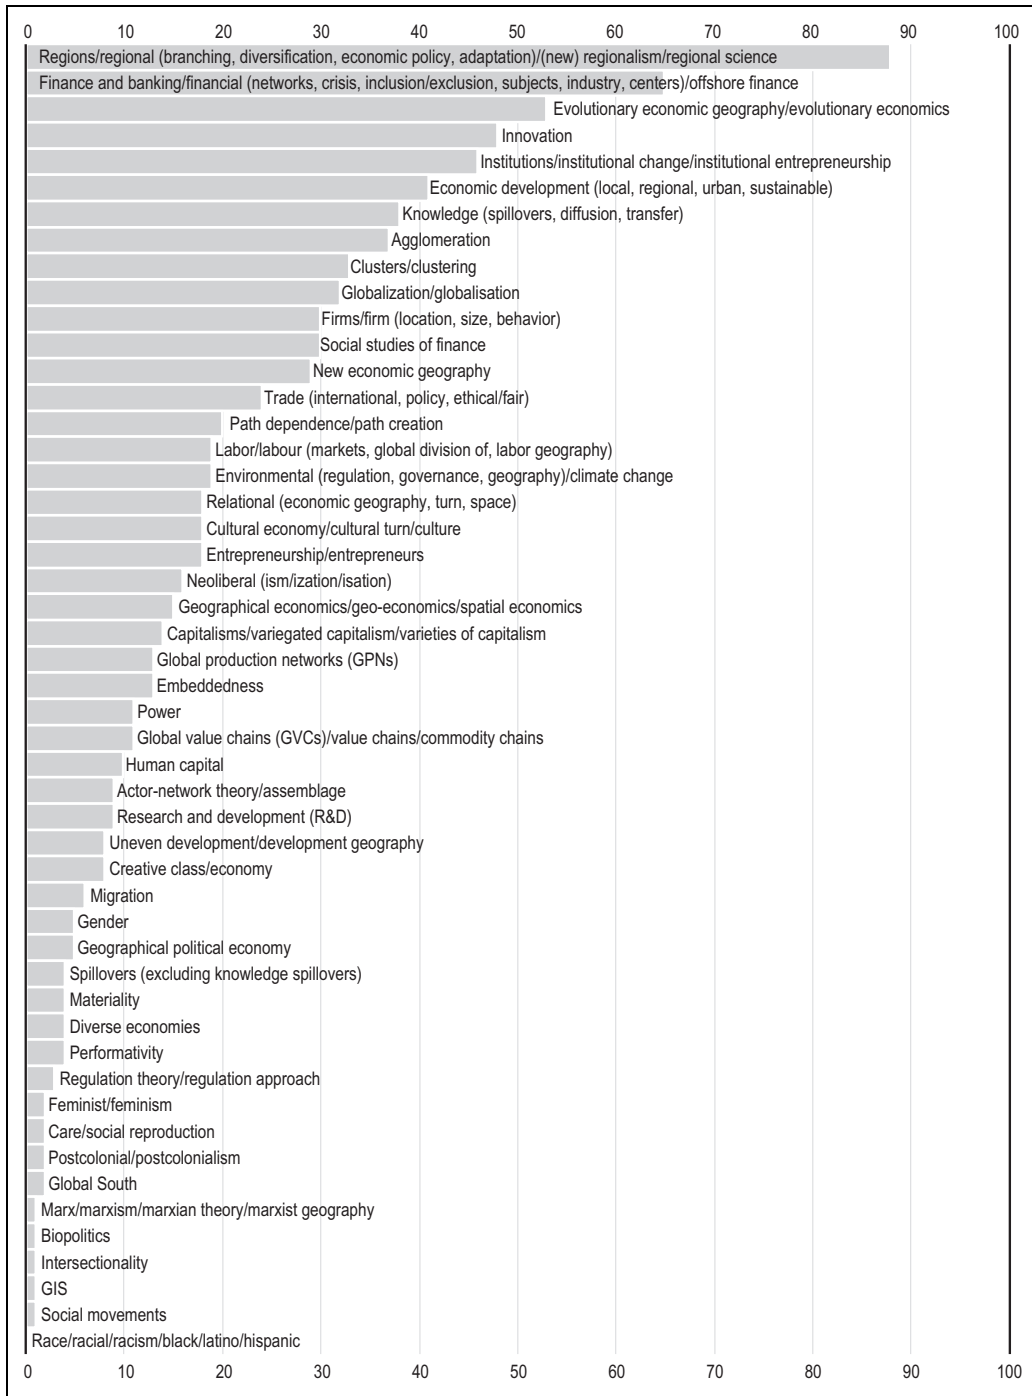 0 10 20 30 40 50 60 70 80 90 100
Regions/regional (branching, diversification, economic policy, adaptation)/(new) regionalism/regional science
Finance and banking/financial (networks, crisis, inclusion/exclusion, subjects, industry, centers)/offshore finance
Evolutionary economic geography/evolutionary economics
Innovation
Institutions/institutional change/institutional entrepreneurship
Economic development (local, regional, urban, sustainable)
Knowledge (spillovers, diffusion, transfer)
Agglomeration
Clusters/clustering
Globalization/globalisation
Firms/firm (location, size, behavior)
Social studies of finance
New economic geography
Trade (international, policy, ethical/fair)
Path dependence/path creation
Labor/labour (markets, global division of, labor geography)
Environmental (regulation, governance, geography)/climate change
Relational (economic geography, turn, space)
Cultural economy/cultural turn/culture
Entrepreneurship/entrepreneurs
Neoliberal (ism/ization/isation)
Geographical economics/geo-economics/spatial economics
Capitalisms/variegated capitalism/varieties of capitalism
Global production networks (GPNs)
Embeddedness
Power
Global value chains (GVCs)/value chains/commodity chains
Human capital
Actor-network theory/assemblage
Research and development (R&D)
Uneven development/development geography
Creative class/economy
Migration
Gender
Geographical political economy
Spillovers (excluding knowledge spillovers)
Materiality
Diverse economies
Performativity
Regulation theory/regulation approach
Feminist/feminism
Care/social reproduction
Postcolonial/postcolonialism
Global South
Marx/marxism/marxian theory/marxist geography
Biopolitics
Intersectionality
GIS
Social movements
Race/racial/racism/black/latino/hispanic
0 10 20 30 40 50 60 70 80 90 100